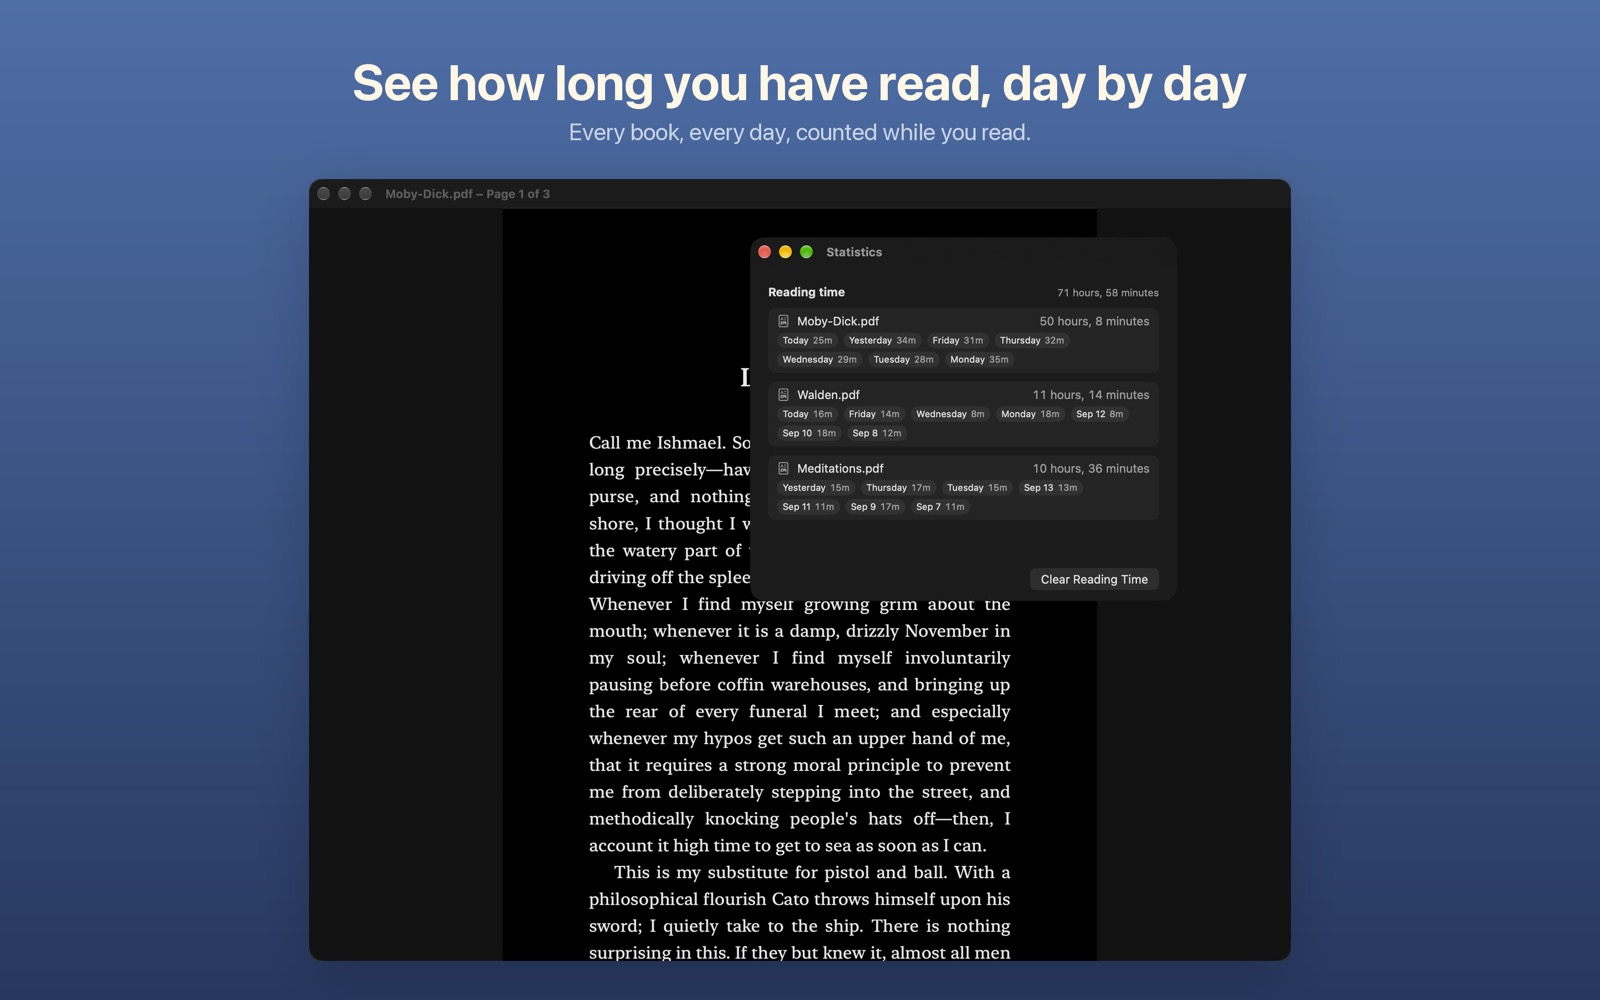 See how long you have read, day by day
Every book, every day, counted while you read.
Moby-Dick.pdf – Page 1 of 3
Statistics
Reading time 71 hours, 58 minutes
Moby-Dick.pdf 50 hours, 8 minutes
Today 25m Yesterday 34m Friday 31m Thursday 32m
Wednesday 29m Tuesday 28m Monday 35m
Walden.pdf 11 hours, 14 minutes
Today 16m Friday 14m Wednesday 8m Monday 18m Sep 12 8m
Sep 10 18m Sep 8 12m
Meditations.pdf 10 hours, 36 minutes
Yesterday 15m Thursday 17m Tuesday 15m Sep 13 13m
Sep 11 11m Sep 9 17m Sep 7 11m
Clear Reading Time
Call me Ishmael. So
long precisely—hav
purse, and nothing
shore, I thought I w
the watery part of
driving off the splee
Whenever I find myself growing grim about the
mouth; whenever it is a damp, drizzly November in
my soul; whenever I find myself involuntarily
pausing before coffin warehouses, and bringing up
the rear of every funeral I meet; and especially
whenever my hypos get such an upper hand of me,
that it requires a strong moral principle to prevent
me from deliberately stepping into the street, and
methodically knocking people's hats off—then, I
account it high time to get to sea as soon as I can.
This is my substitute for pistol and ball. With a
philosophical flourish Cato throws himself upon his
sword; I quietly take to the ship. There is nothing
surprising in this. If they but knew it, almost all men